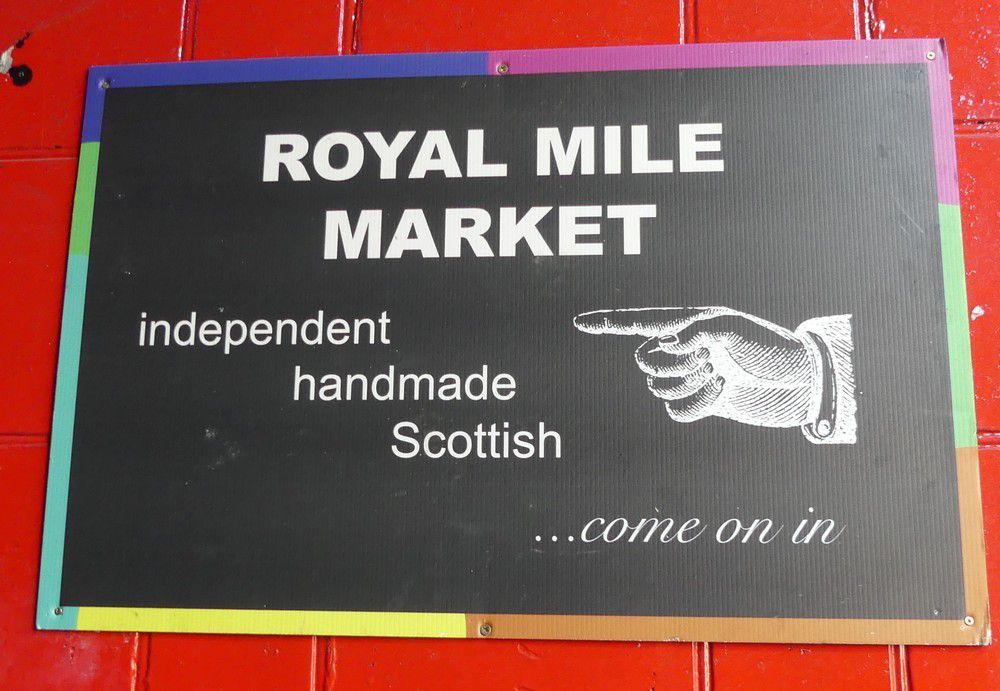 ROYAL MILE
MARKET
independent
handmade
Scottish
...come on in